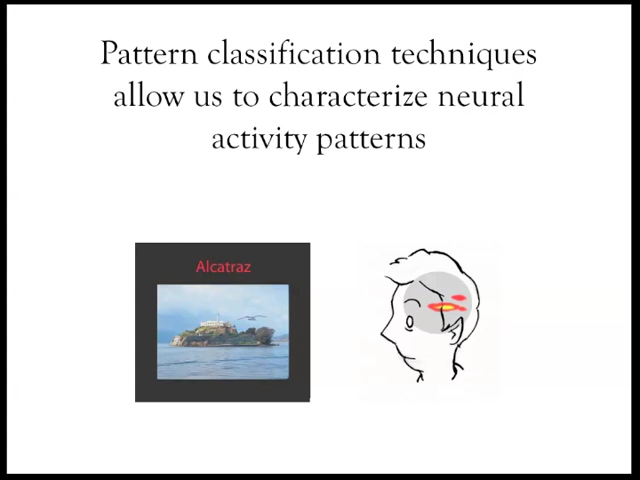 Pattern classification techniques
allow us to characterize neural
activity patterns
Alcatraz